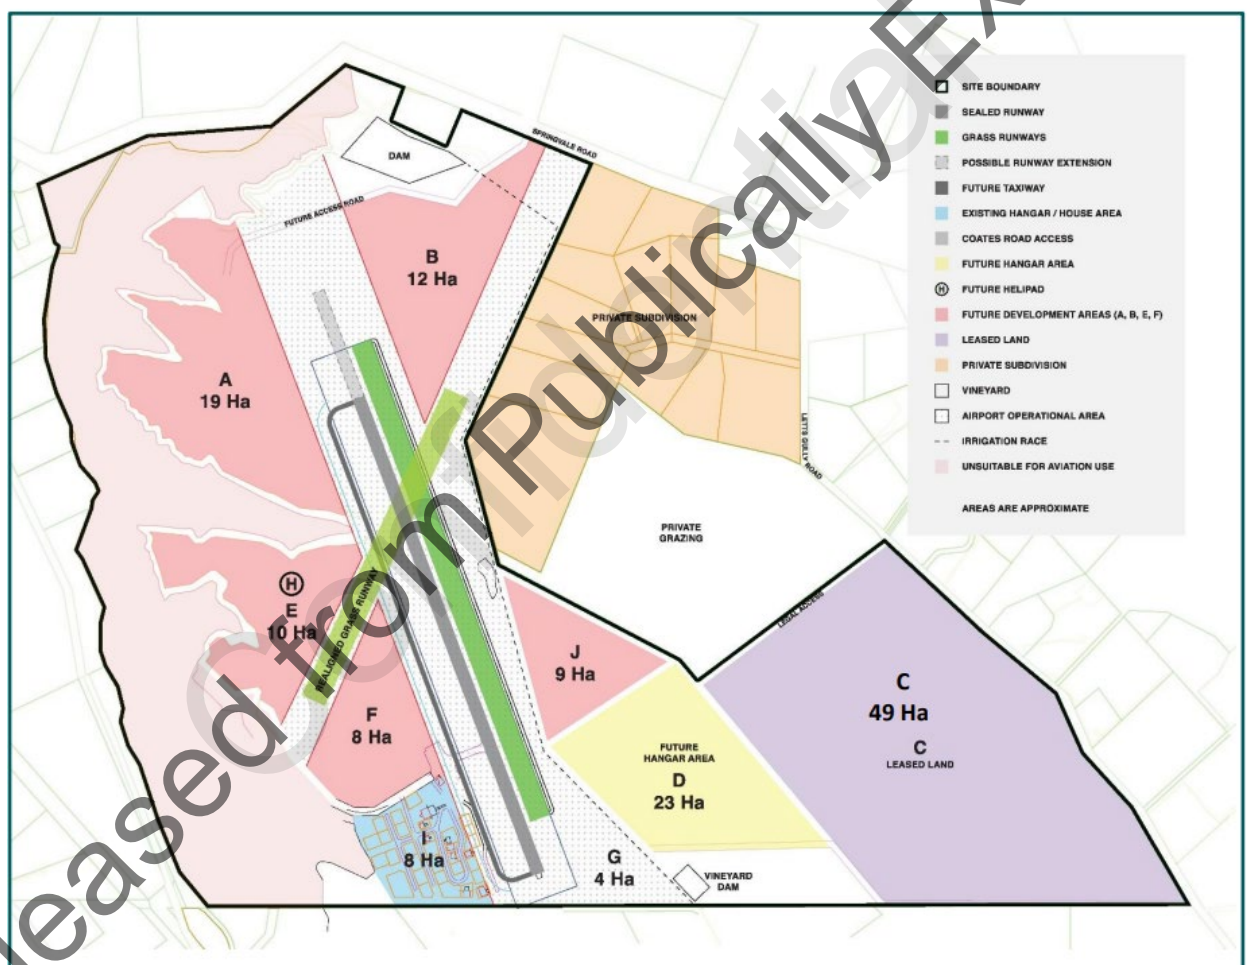 SPRINGVALE ROAD
DAM
FUTURE ACCESS ROAD
B
12 Ha
A
19 Ha
PRIVATE SUBDIVISION
LETTS GULLY ROAD
PRIVATE
GRAZING
H
E
10 Ha
REALIGNED GRASS RUNWAY
LEGAL ACCESS
J
9 Ha
F
8 Ha
C
49 Ha
C
LEASED LAND
FUTURE
HANGAR AREA
D
23 Ha
I
8 Ha
G
4 Ha
VINEYARD
DAM
SITE BOUNDARY
SEALED RUNWAY
GRASS RUNWAYS
POSSIBLE RUNWAY EXTENSION
FUTURE TAXIWAY
EXISTING HANGAR / HOUSE AREA
COATES ROAD ACCESS
FUTURE HANGAR AREA
H FUTURE HELIPAD
FUTURE DEVELOPMENT AREAS (A, B, E, F)
LEASED LAND
PRIVATE SUBDIVISION
VINEYARD
AIRPORT OPERATIONAL AREA
IRRIGATION RACE
UNSUITABLE FOR AVIATION USE
AREAS ARE APPROXIMATE
leased from Publically Ex